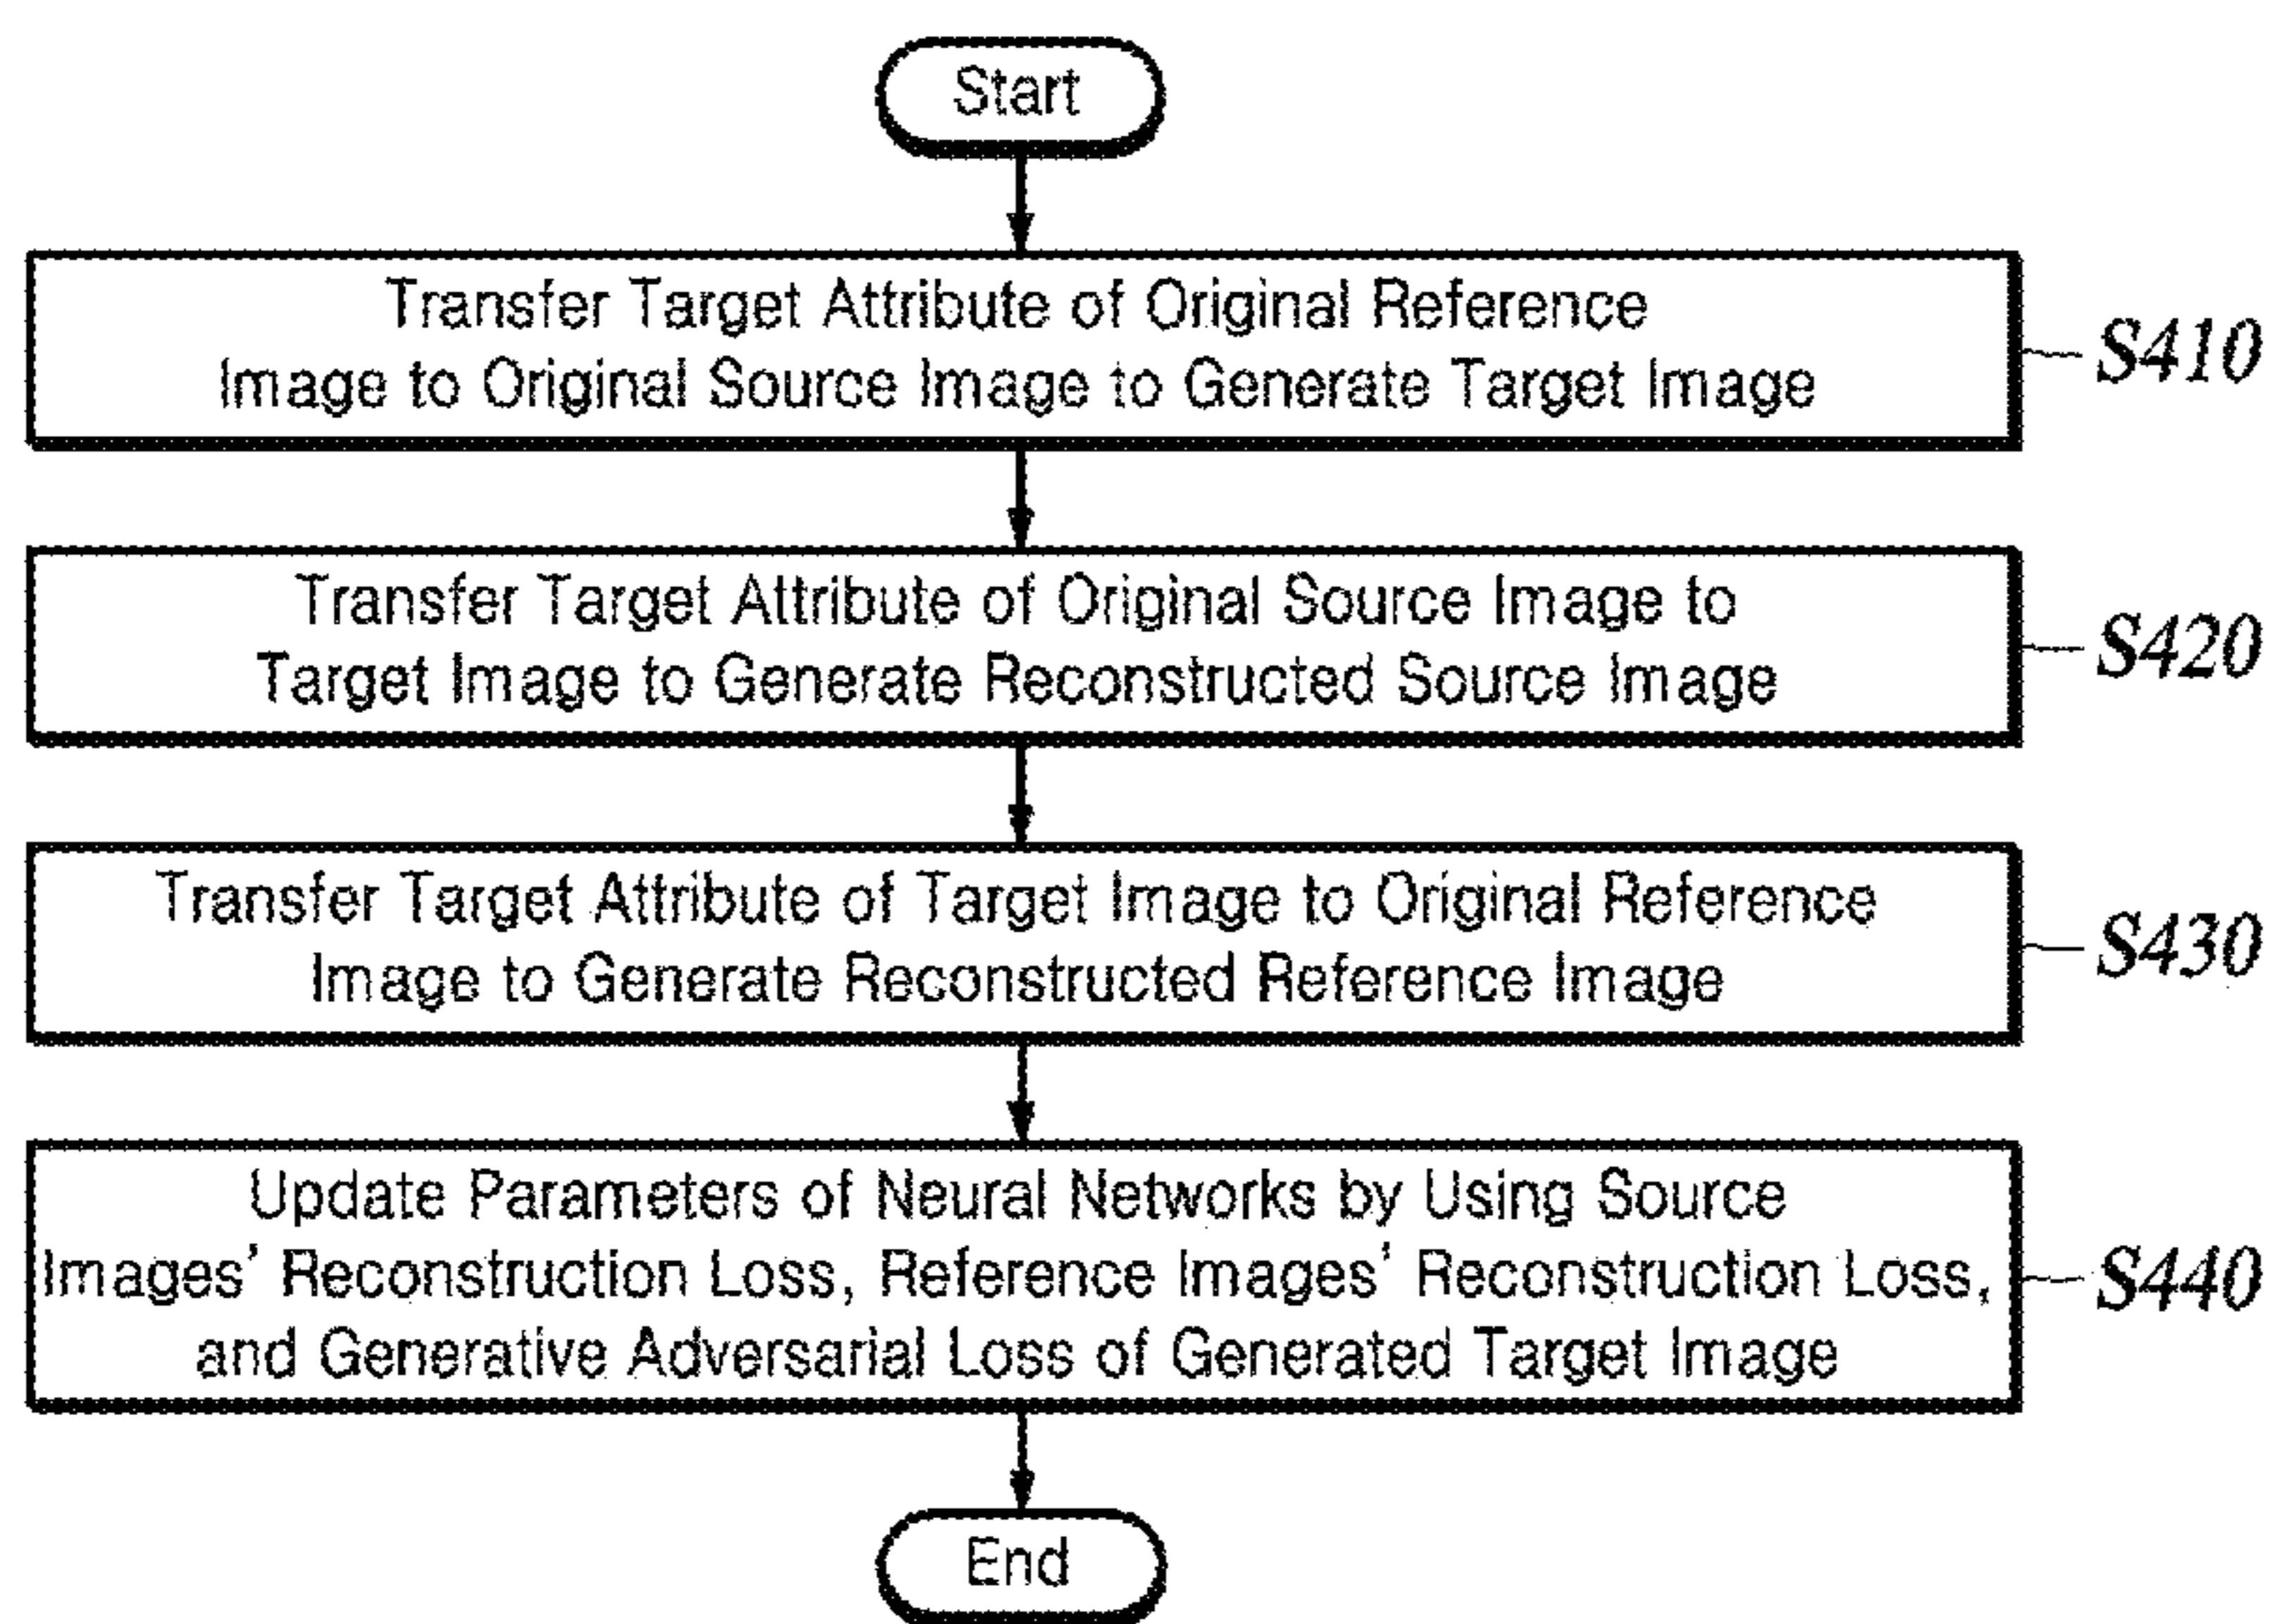 Start
Transfer Target Attribute of Original Reference
Image to Original Source Image to Generate Target Image
S410
Transfer Target Attribute of Original Source Image to
Target Image to Generate Reconstructed Source Image
S420
Transfer Target Attribute of Target Image to Original Reference
Image to Generate Reconstructed Reference Image
S430
Update Parameters of Neural Networks by Using Source
Images’ Reconstruction Loss, Reference Images’ Reconstruction Loss,
and Generative Adversarial Loss of Generated Target Image
S440
End